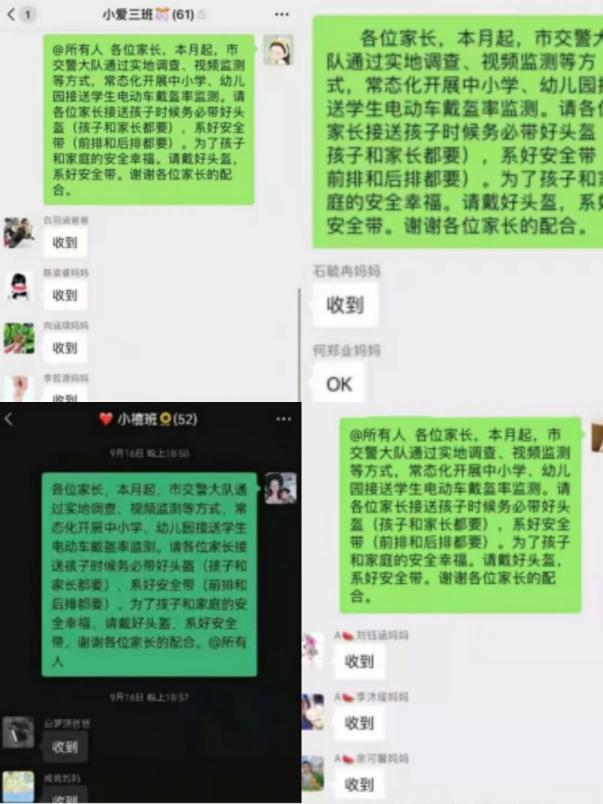 1
小爱三班🎊(61)
@所有人 各位家长，本月起，市
交警大队通过实地调查、视频监测
等方式，常态化开展中小学、幼儿
园接送学生电动车戴盔率监测。请
各位家长接送孩子时候务必带好头
盔（孩子和家长都要），系好安全
带（前排和后排都要）。为了孩子
和家庭的安全幸福。请戴好头盔，
系好安全带。谢谢各位家长的配
合。
白羽涵爸爸
收到
陈姿睿妈妈
收到
向涵琪妈妈
收到
李哲源妈妈
收到
各位家长，本月起，市交警大
队通过实地调查、视频监测等方
式，常态化开展中小学、幼儿园接
送学生电动车戴盔率监测。请各位
家长接送孩子时候务必带好头盔（
孩子和家长都要），系好安全带（
前排和后排都要）。为了孩子和家
庭的安全幸福。请戴好头盔，系好
安全带。谢谢各位家长的配合。
石毓冉妈妈
收到
何郑业妈妈
OK
❤️小禧班🌻(52)
9月16日 晚上18:50
各位家长，本月起，市交警大队通
过实地调查、视频监测等方式，常
态化开展中小学、幼儿园接送学生
电动车戴盔率监测。请各位家长接
送孩子时候务必带好头盔（孩子和
家长都要），系好安全带（前排和
后排都要）。为了孩子和家庭的安
全幸福。请戴好头盔，系好安全
带。谢谢各位家长的配合。@所有
人
9月16日 晚上18:57
白梦琪爸爸
收到
成成妈妈
收到
@所有人 各位家长，本月起，市
交警大队通过实地调查、视频监测
等方式，常态化开展中小学、幼儿
园接送学生电动车戴盔率监测。请
各位家长接送孩子时候务必带好头
盔（孩子和家长都要），系好安全
带（前排和后排都要）。为了孩子
和家庭的安全幸福。请戴好头盔，
系好安全带。谢谢各位家长的配
合。
A🍉刘钰涵妈妈
收到
A🍉李沐瑶妈妈
收到
A🍉余可馨妈妈
收到